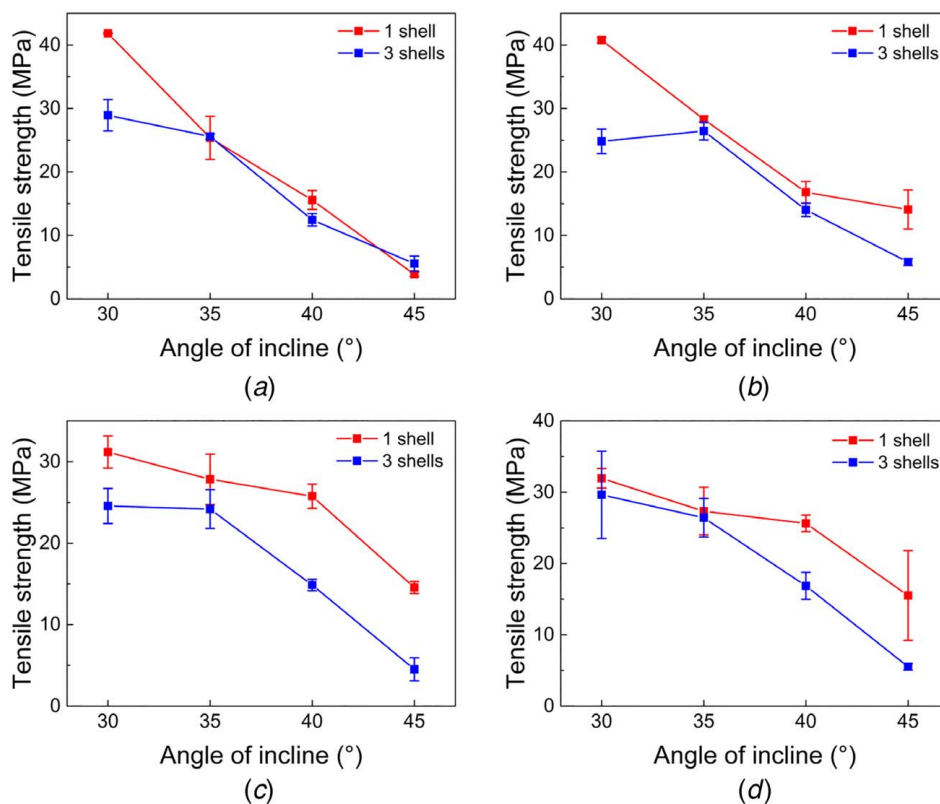 1 shell
3 shells
Tensile strength (MPa)
40
30
20
10
0
30 35 40 45
Angle of incline (°)
(a)
1 shell
3 shells
Tensile strength (MPa)
40
30
20
10
0
30 35 40 45
Angle of incline (°)
(b)
1 shell
3 shells
Tensile strength (MPa)
30
20
10
0
30 35 40 45
Angle of incline (°)
(c)
1 shell
3 shells
Tensile strength (MPa)
40
30
20
10
0
30 35 40 45
Angle of incline (°)
(d)